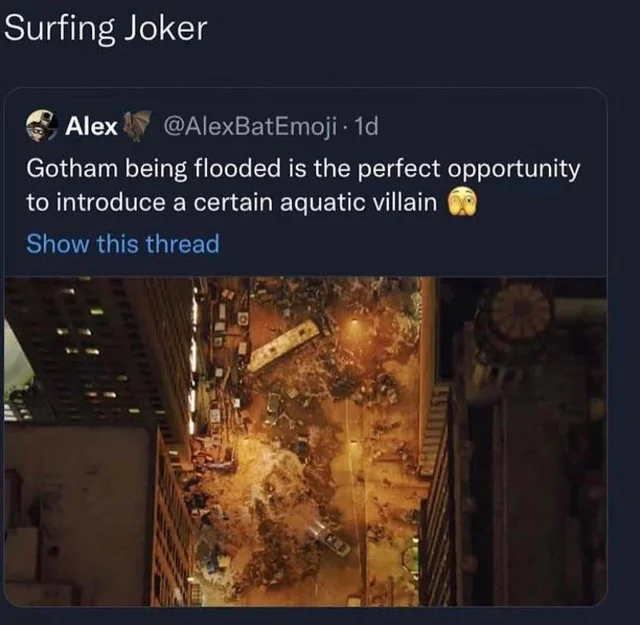 Surfing Joker
Alex @AlexBatEmoji · 1d
Gotham being flooded is the perfect opportunity
to introduce a certain aquatic villain
Show this thread